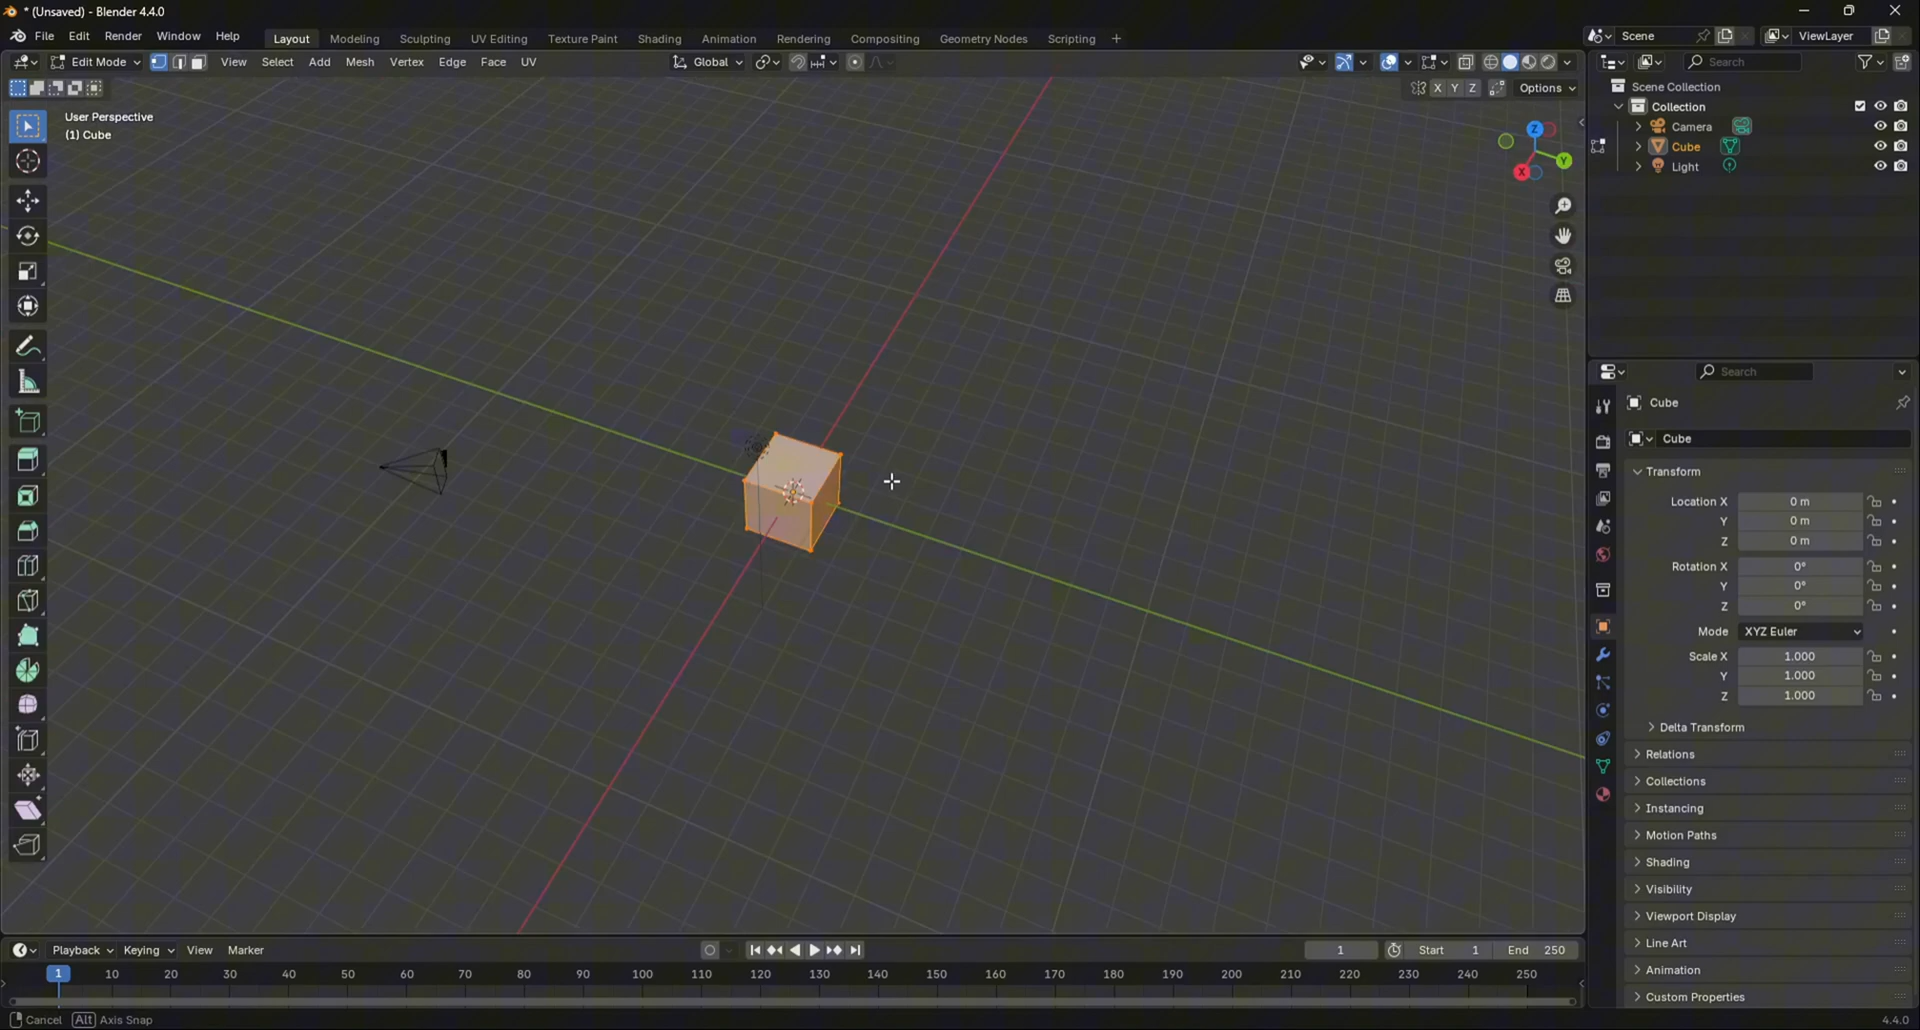 * (Unsaved) - Blender 4.4.0
File Edit Render Window Help Layout Modeling Sculpting UV Editing Texture Paint Shading Animation Rendering Compositing Geometry Nodes Scripting + Scene ViewLayer
Edit Mode View Select Add Mesh Vertex Edge Face UV Global Search
X Y Z Options
Scene Collection
Collection
Camera
Cube
Light
User Perspective
(1) Cube
Z
Y
X
Search
Cube
Cube
Transform
Location X 0 m
Y 0 m
Z 0 m
Rotation X 0°
Y 0°
Z 0°
Mode XYZ Euler
Scale X 1.000
Y 1.000
Z 1.000
Delta Transform
Relations
Collections
Instancing
Motion Paths
Shading
Visibility
Viewport Display
Line Art
Animation
Custom Properties
Playback Keying View Marker 1 Start 1 End 250
1 10 20 30 40 50 60 70 80 90 100 110 120 130 140 150 160 170 180 190 200 210 220 230 240 250
Cancel Alt Axis Snap 4.4.0